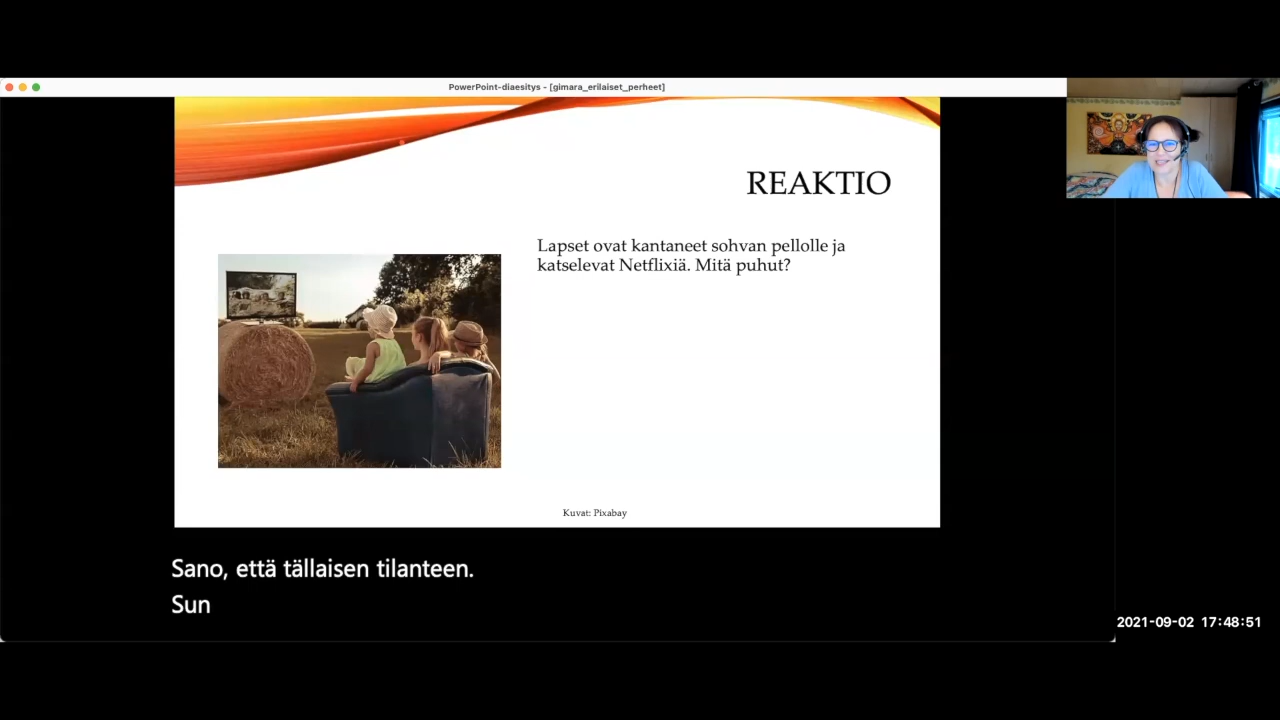 PowerPoint-diaesitys - [gimara_erilaiset_perheet]
REAKTIO
Lapset ovat kantaneet sohvan pellolle ja
katselevat Netflixiä. Mitä puhut?
Kuvat: Pixabay
Sano, että tällaisen tilanteen.
Sun
2021-09-02 17:48:51